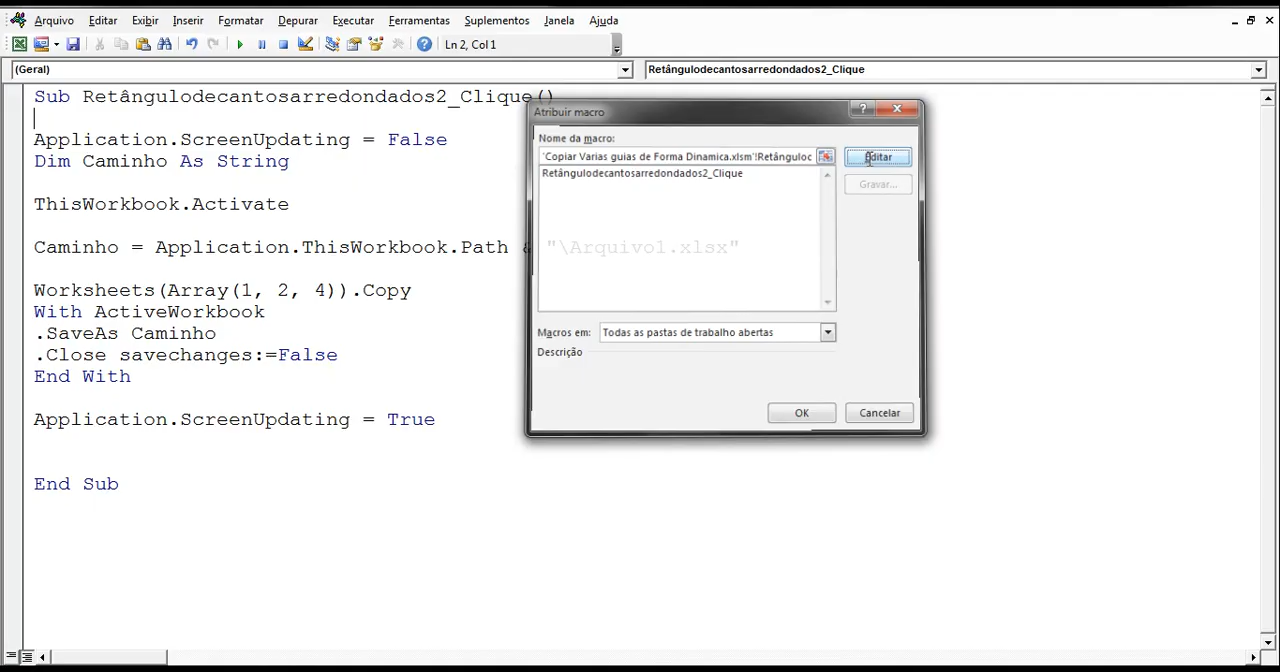 Arquivo Editar Exibir Inserir Formatar Depurar Executar Ferramentas Suplementos Janela Ajuda
Ln 2, Col 1
(Geral) Retângulodecantosarredondados2_Clique
Sub Retângulodecantosarredondados2_Clique()
Application.ScreenUpdating = False
Dim Caminho As String
ThisWorkbook.Activate
Caminho = Application.ThisWorkbook.Path & "\Arquivo1.xlsx"
Worksheets(Array(1, 2, 4)).Copy
With ActiveWorkbook
.SaveAs Caminho
.Close savechanges:=False
End With
Application.ScreenUpdating = True
End Sub
Atribuir macro
Nome da macro:
'Copiar Varias guias de Forma Dinamica.xlsm'!Retânguloc
Editar
Retângulodecantosarredondados2_Clique
Gravar...
Macros em: Todas as pastas de trabalho abertas
Descrição
OK Cancelar